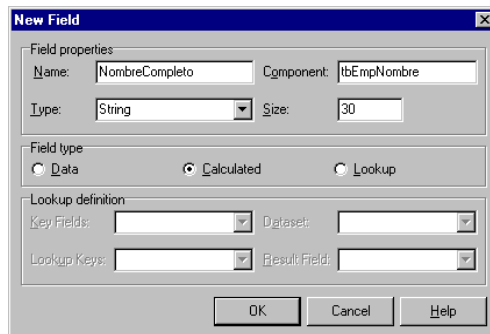 New Field
Field properties
Name: NombreCompleto Component: tbEmpNombre
Type: String Size: 30
Field type
Data Calculated Lookup
Lookup definition
Key Fields: Dataset:
Lookup Keys: Result Field:
OK Cancel Help